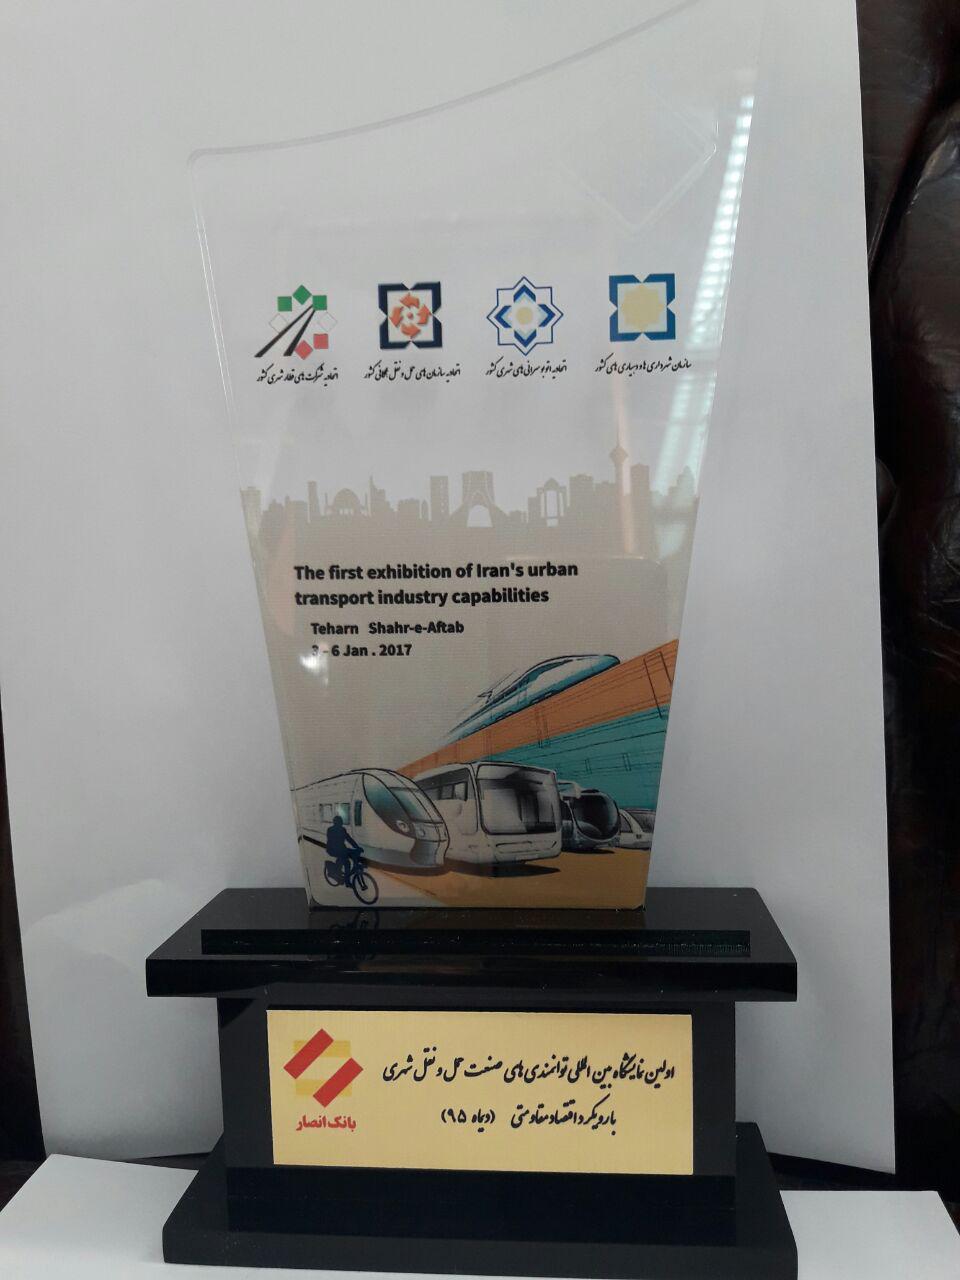 اتحادیه شرکت های قطار شهری کشور
اتحادیه سازمان های حمل و نقل همگانی کشور
اتحادیه اتوبوسرانی های شهری کشور
سازمان شهرداری ها و دهیاری های کشور
The first exhibition of Iran's urban
transport industry capabilities
Teharn Shahr-e-Aftab
3 - 6 Jan . 2017
اولین نمایشگاه بین المللی توانمندی های صنعت حمل و نقل شهری
با رویکرد اقتصاد مقاومتی (دیماه ۹۵)
بانک انصار